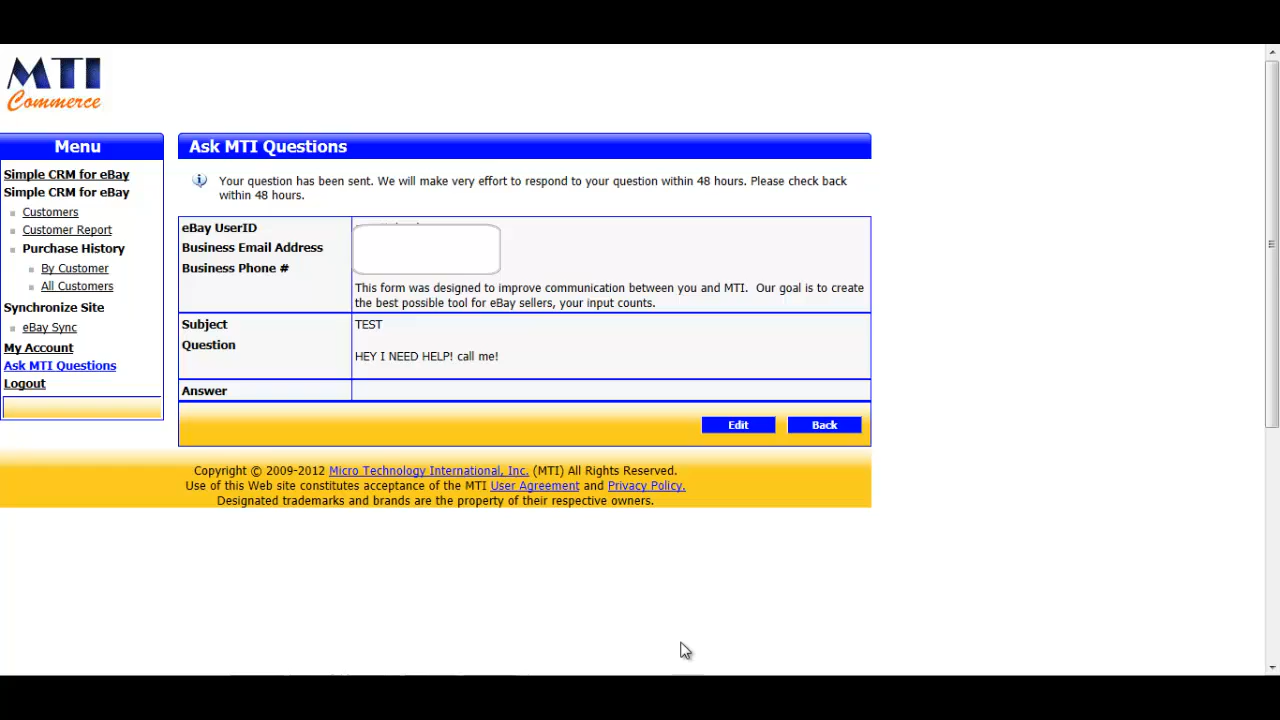 MTI
Commerce
Menu
Simple CRM for eBay
Simple CRM for eBay
Customers
Customer Report
Purchase History
By Customer
All Customers
Synchronize Site
eBay Sync
My Account
Ask MTI Questions
Logout
Ask MTI Questions
Your question has been sent. We will make very effort to respond to your question within 48 hours. Please check back
within 48 hours.
eBay UserID
Business Email Address
Business Phone #
This form was designed to improve communication between you and MTI. Our goal is to create
the best possible tool for eBay sellers, your input counts.
Subject
TEST
Question
HEY I NEED HELP! call me!
Answer
Edit
Back
Copyright © 2009-2012 Micro Technology International, Inc. (MTI) All Rights Reserved.
Use of this Web site constitutes acceptance of the MTI User Agreement and Privacy Policy.
Designated trademarks and brands are the property of their respective owners.